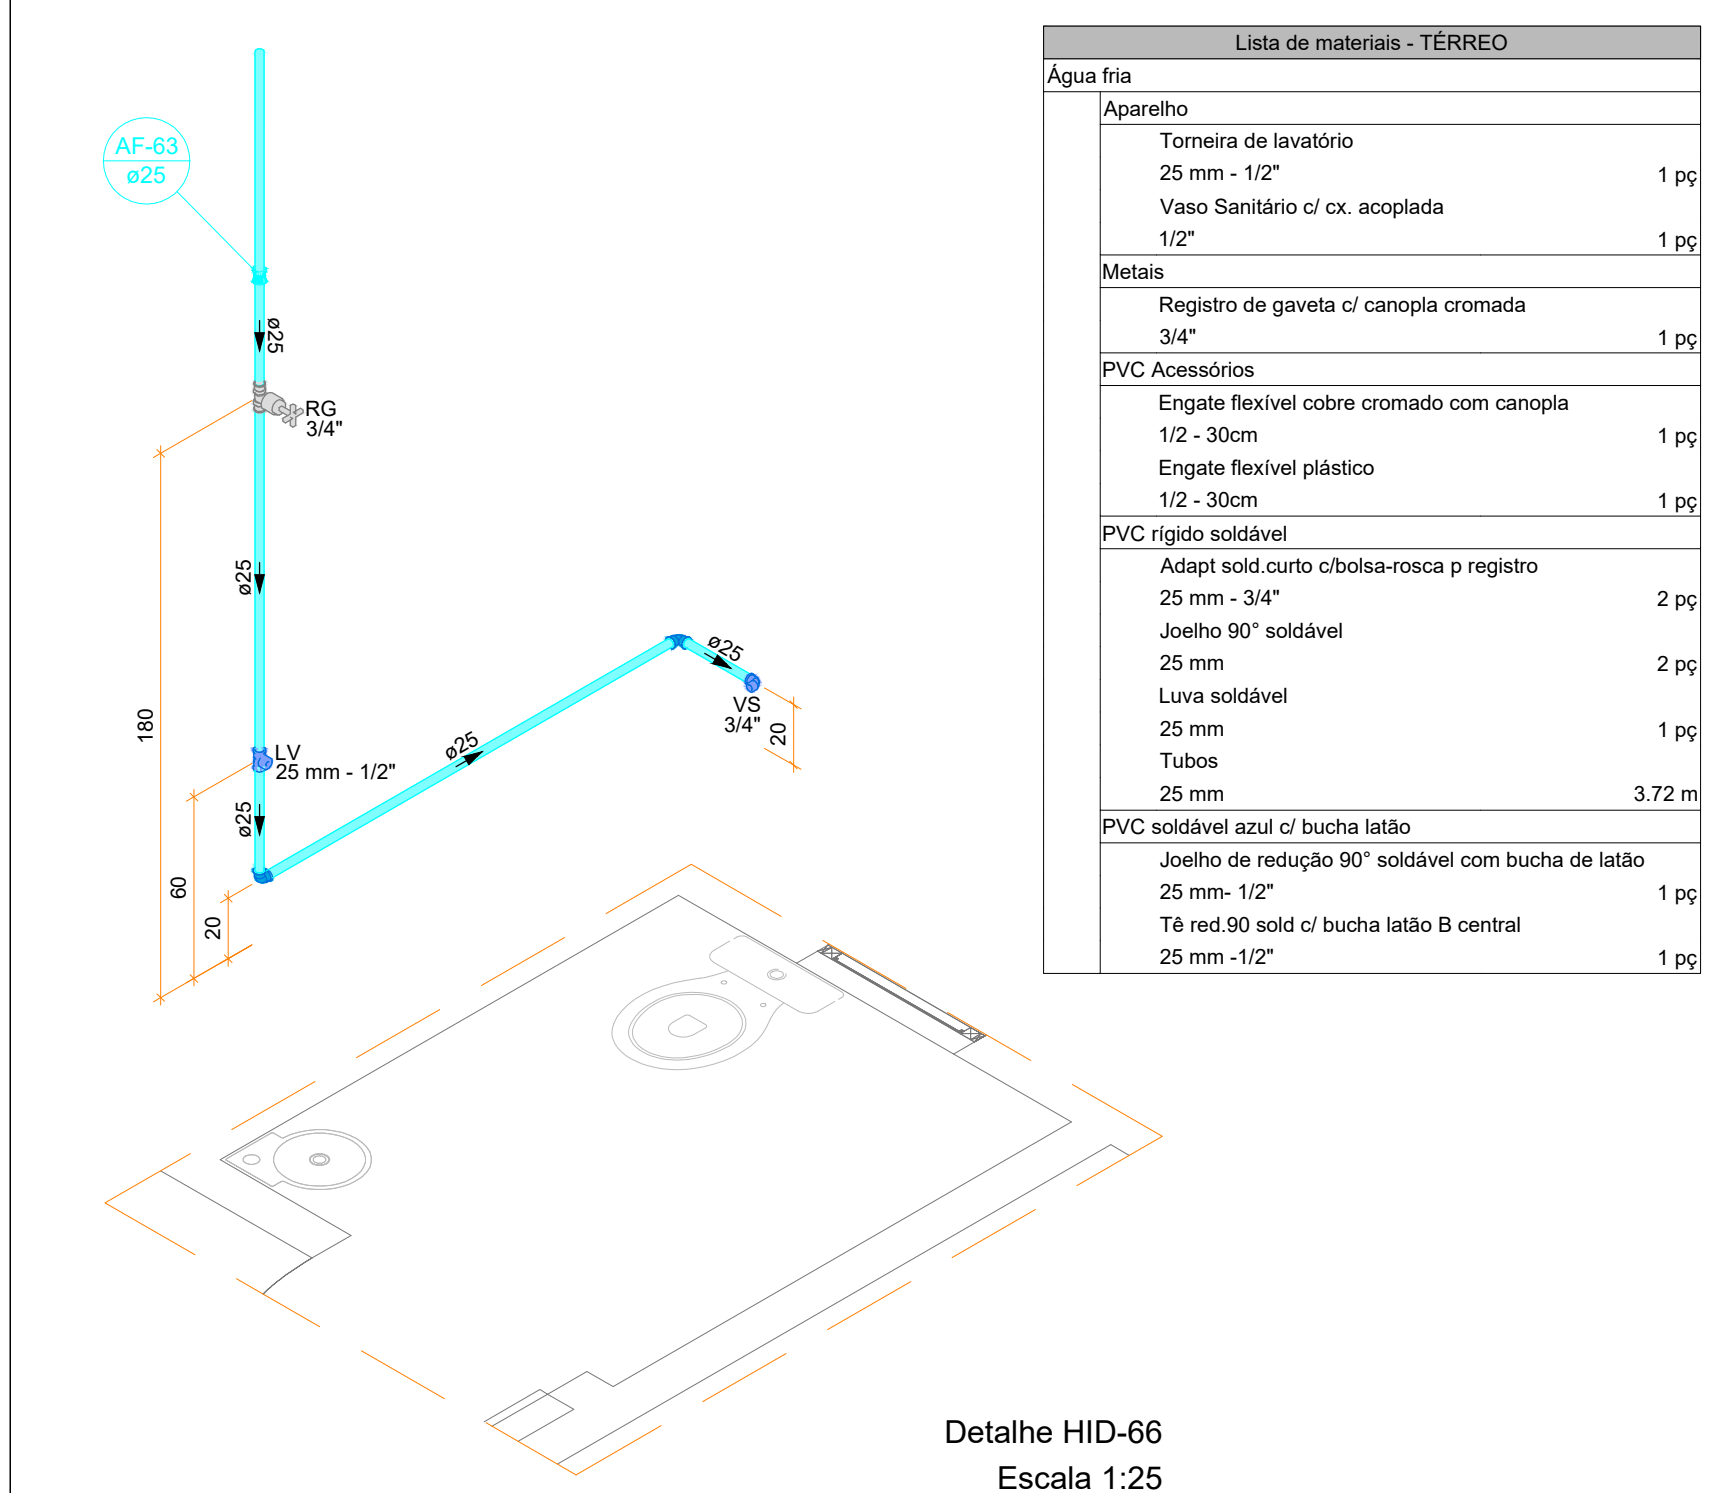 AF-63
ø25
ø25
RG
3/4"
ø25
180
LV
25 mm - 1/2"
ø25
60
20
ø25
ø25
VS
3/4"
20
Lista de materiais - TÉRREO
Água fria
Aparelho
Torneira de lavatório
25 mm - 1/2" 1 pç
Vaso Sanitário c/ cx. acoplada
1/2" 1 pç
Metais
Registro de gaveta c/ canopla cromada
3/4" 1 pç
PVC Acessórios
Engate flexível cobre cromado com canopla
1/2 - 30cm 1 pç
Engate flexível plástico
1/2 - 30cm 1 pç
PVC rígido soldável
Adapt sold.curto c/bolsa-rosca p registro
25 mm - 3/4" 2 pç
Joelho 90° soldável
25 mm 2 pç
Luva soldável
25 mm 1 pç
Tubos
25 mm 3.72 m
PVC soldável azul c/ bucha latão
Joelho de redução 90° soldável com bucha de latão
25 mm- 1/2" 1 pç
Tê red.90 sold c/ bucha latão B central
25 mm -1/2" 1 pç
Detalhe HID-66
Escala 1:25